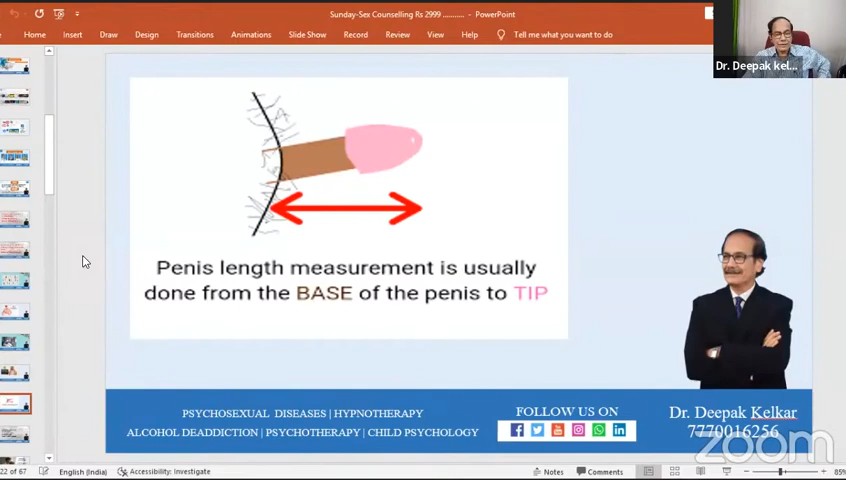 Sunday-Sex Counselling Rs 2999 ........... - PowerPoint
Home Insert Draw Design Transitions Animations Slide Show Record Review View Help Tell me what you want to do
Dr. Deepak kel...
Penis length measurement is usually
done from the BASE of the penis to TIP
PSYCHOSEXUAL DISEASES | HYPNOTHERAPY
ALCOHOL DEADDICTION | PSYCHOTHERAPY | CHILD PSYCHOLOGY
FOLLOW US ON
Dr. Deepak Kelkar
7770016256
zoom
22 of 67 English (India) Accessibility: Investigate Notes Comments 85%